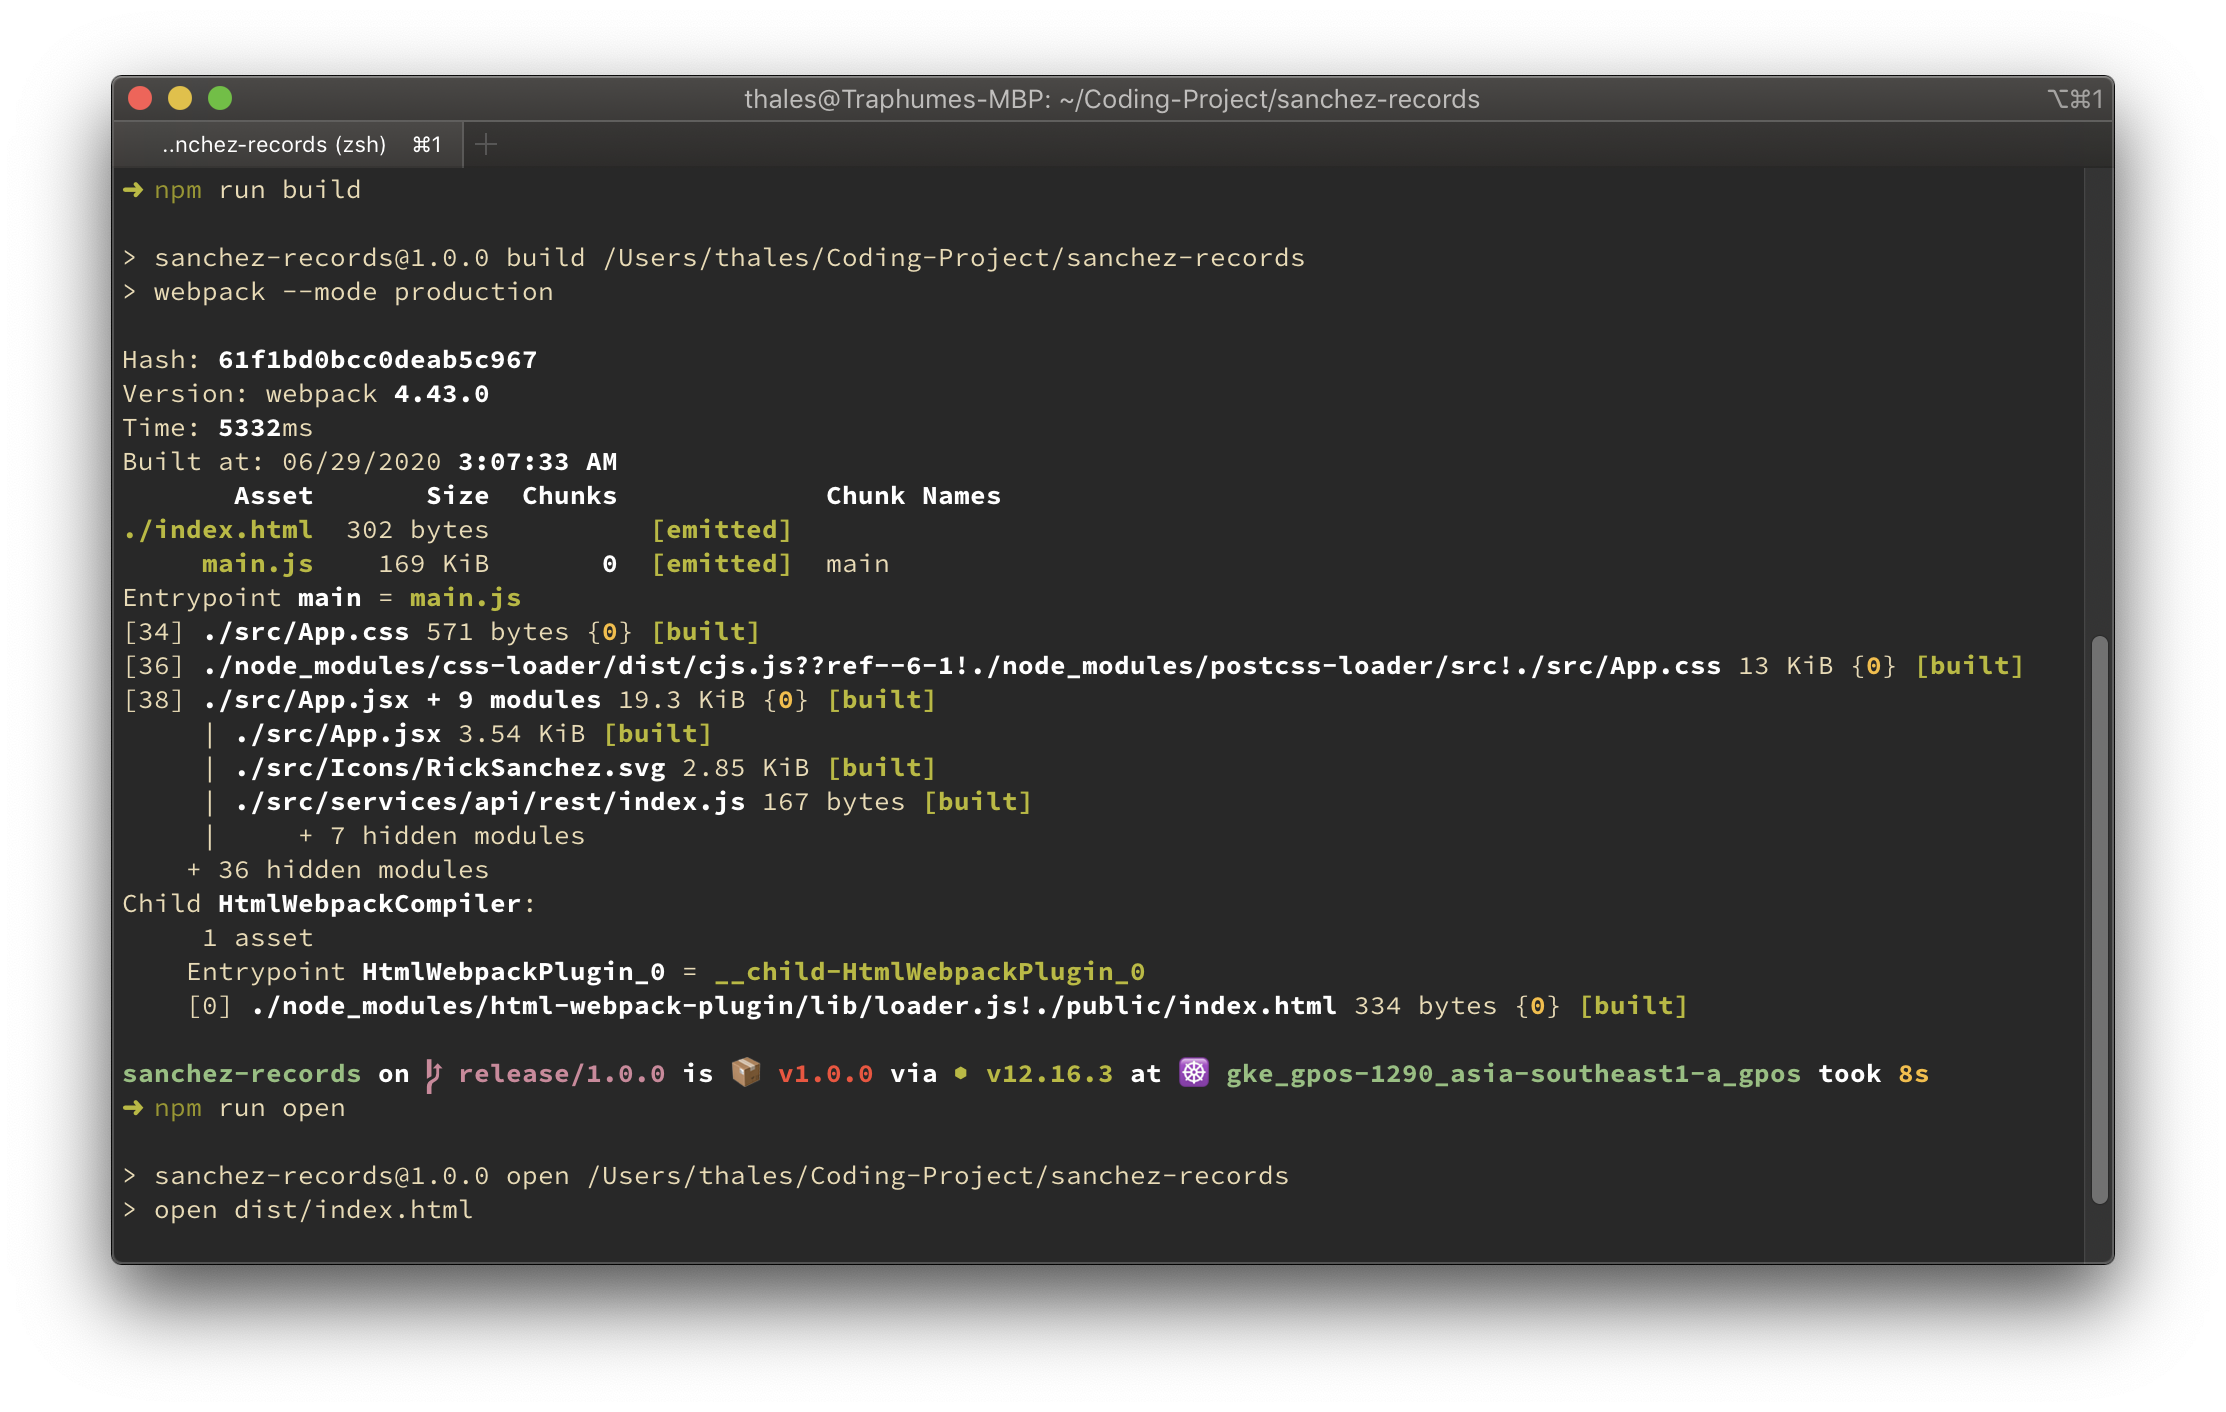 thales@Traphumes-MBP: ~/Coding-Project/sanchez-records ⌥⌘1
..nchez-records (zsh) ⌘1 +
➜ npm run build
> sanchez-records@1.0.0 build /Users/thales/Coding-Project/sanchez-records
> webpack --mode production
Hash: 61f1bd0bcc0deab5c967
Version: webpack 4.43.0
Time: 5332ms
Built at: 06/29/2020 3:07:33 AM
Asset Size Chunks Chunk Names
./index.html 302 bytes [emitted]
main.js 169 KiB 0 [emitted] main
Entrypoint main = main.js
[34] ./src/App.css 571 bytes {0} [built]
[36] ./node_modules/css-loader/dist/cjs.js??ref--6-1!./node_modules/postcss-loader/src!./src/App.css 13 KiB {0} [built]
[38] ./src/App.jsx + 9 modules 19.3 KiB {0} [built]
| ./src/App.jsx 3.54 KiB [built]
| ./src/Icons/RickSanchez.svg 2.85 KiB [built]
| ./src/services/api/rest/index.js 167 bytes [built]
| + 7 hidden modules
+ 36 hidden modules
Child HtmlWebpackCompiler:
1 asset
Entrypoint HtmlWebpackPlugin_0 = __child-HtmlWebpackPlugin_0
[0] ./node_modules/html-webpack-plugin/lib/loader.js!./public/index.html 334 bytes {0} [built]
sanchez-records on release/1.0.0 is 📦 v1.0.0 via ⬢ v12.16.3 at ☸️ gke_gpos-1290_asia-southeast1-a_gpos took 8s
➜ npm run open
> sanchez-records@1.0.0 open /Users/thales/Coding-Project/sanchez-records
> open dist/index.html